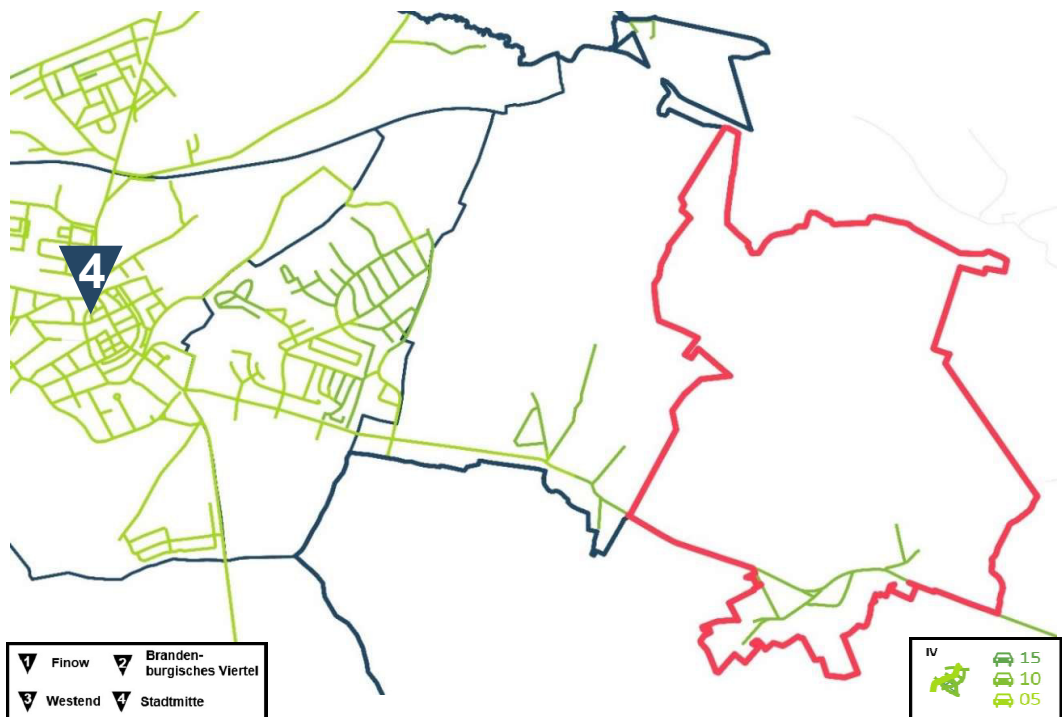 4
1 Finow 2 Branden-
burgisches Viertel
3 Westend 4 Stadtmitte
IV
15
10
05